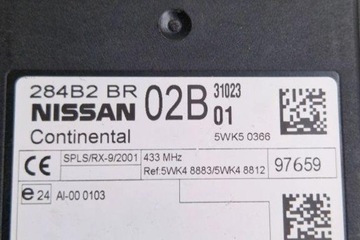 284B2 BR
NISSAN
02B
31023
01
Continental
5WK5 0366
CE
SPLS/RX-9/2001
433 MHz
Ref:5WK4 8883/5WK4 8812
97659
e 24
AI-00 0103